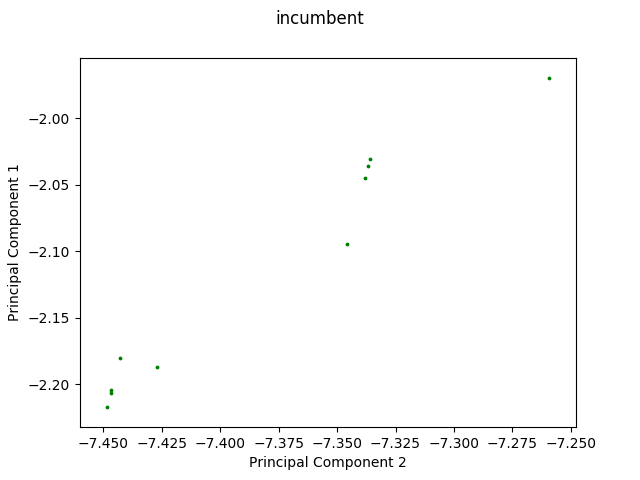 incumbent
−2.00
−2.05
−2.10
−2.15
−2.20
Principal Component 1
−7.450 −7.425 −7.400 −7.375 −7.350 −7.325 −7.300 −7.275 −7.250
Principal Component 2